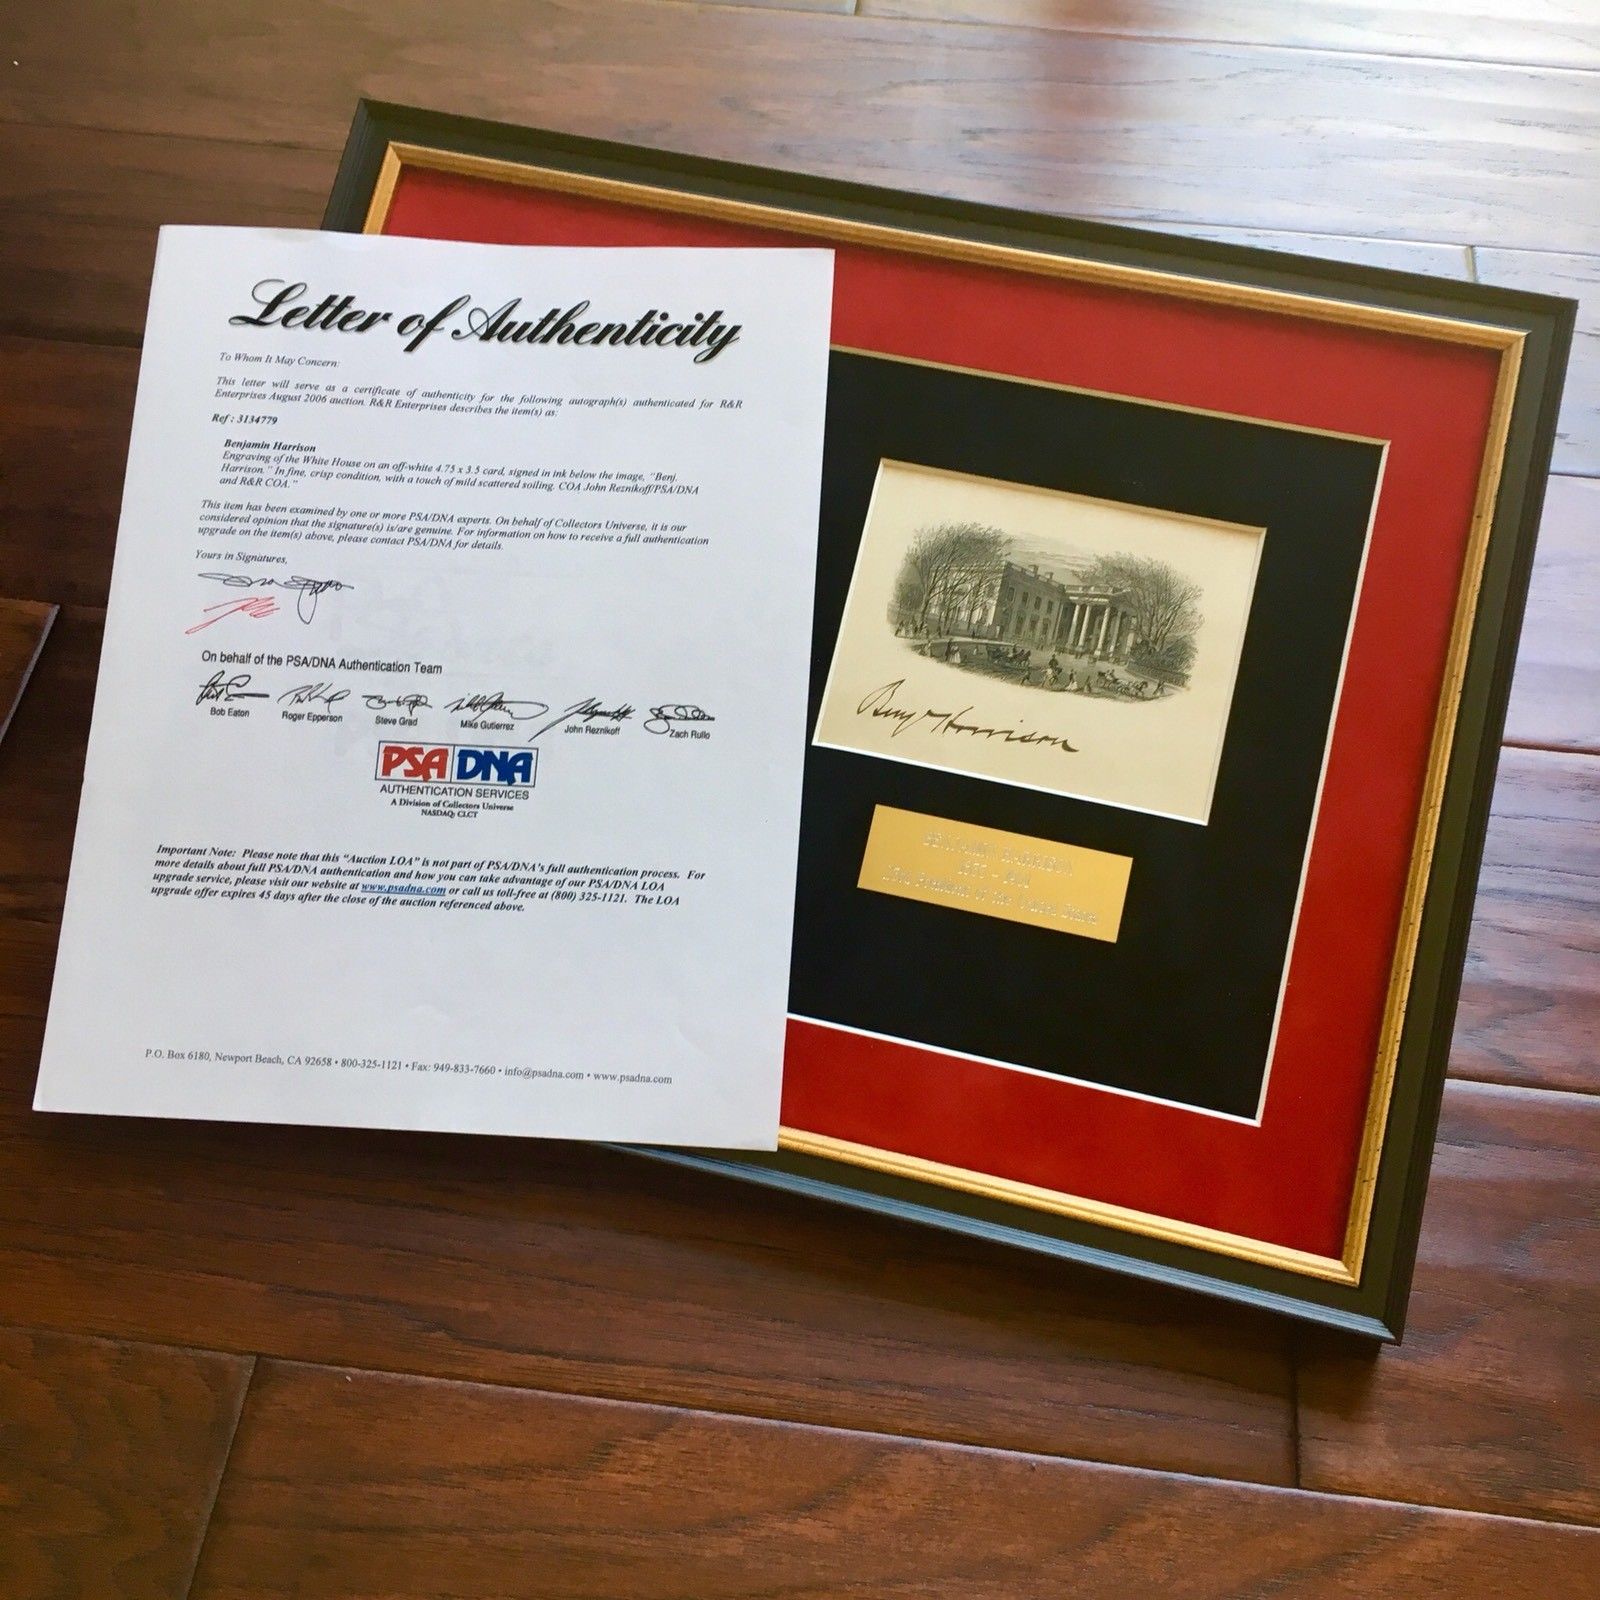 Letter of Authenticity
To Whom It May Concern:
This letter will serve as a certificate of authenticity for the following autograph(s) authenticated for R&R
Enterprises August 2006 auction. R&R Enterprises describes the item(s) as:
Ref : 3134779
Benjamin Harrison
Engraving of the White House on an off-white 4.75 x 3.5 card, signed in ink below the image, "Benj.
Harrison." In fine, crisp condition, with a touch of mild scattered soiling. COA John Reznikoff/PSA/DNA
and R&R COA."
This item has been examined by one or more PSA/DNA experts. On behalf of Collectors Universe, it is our
considered opinion that the signature(s) is/are genuine. For information on how to receive a full authentication
upgrade on the item(s) above, please contact PSA/DNA for details.
Yours in Signatures,
On behalf of the PSA/DNA Authentication Team
Bob Eaton Roger Epperson Steve Grad Mike Gutierrez John Reznikoff Zach Rullo
PSA DNA
AUTHENTICATION SERVICES
A Division of Collectors Universe
NASDAQ: CLCT
Important Note: Please note that this "Auction LOA" is not part of PSA/DNA's full authentication process. For
more details about full PSA/DNA authentication and how you can take advantage of our PSA/DNA LOA
upgrade service, please visit our website at www.psadna.com or call us toll-free at (800) 325-1121. The LOA
upgrade offer expires 45 days after the close of the auction referenced above.
P.O. Box 6180, Newport Beach, CA 92658 • 800-325-1121 • Fax: 949-833-7660 • info@psadna.com • www.psadna.com
Benj Harrison
BENJAMIN HARRISON
President of the United States